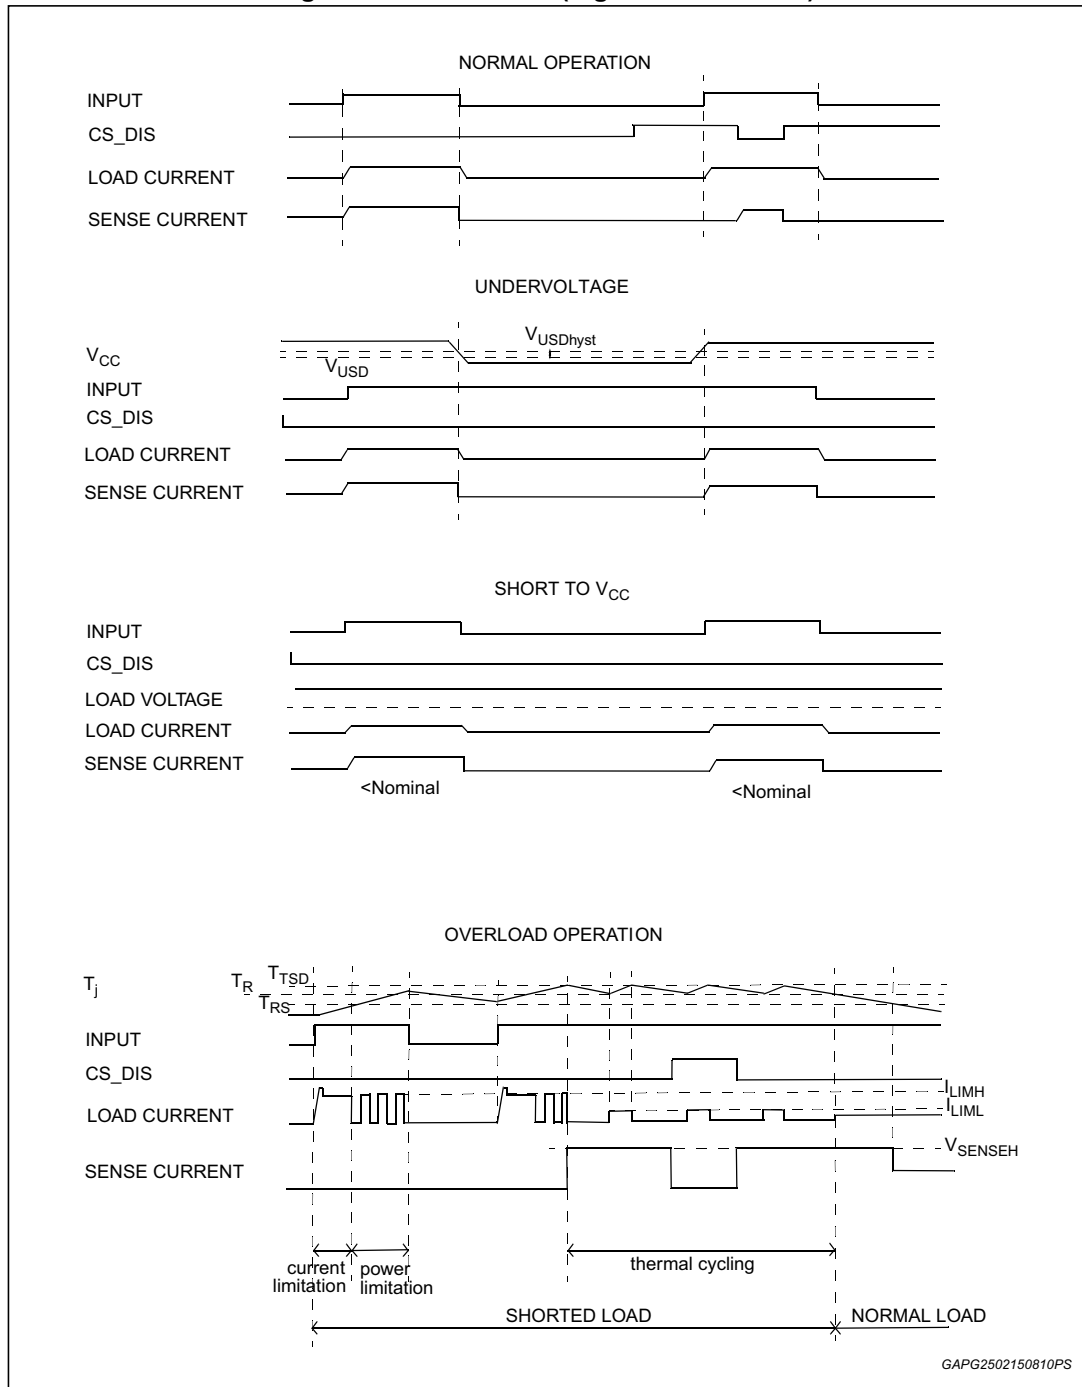 NORMAL OPERATION
INPUT
CS_DIS
LOAD CURRENT
SENSE CURRENT
UNDERVOLTAGE
VUSDhyst
VCC
VUSD
INPUT
CS_DIS
LOAD CURRENT
SENSE CURRENT
SHORT TO VCC
INPUT
CS_DIS
LOAD VOLTAGE
LOAD CURRENT
SENSE CURRENT
<Nominal
<Nominal
OVERLOAD OPERATION
Tj
TR
TTSD
TRS
INPUT
CS_DIS
ILIMH
LOAD CURRENT
ILIML
VSENSEH
SENSE CURRENT
current limitation
power limitation
thermal cycling
SHORTED LOAD
NORMAL LOAD
GAPG2502150810PS